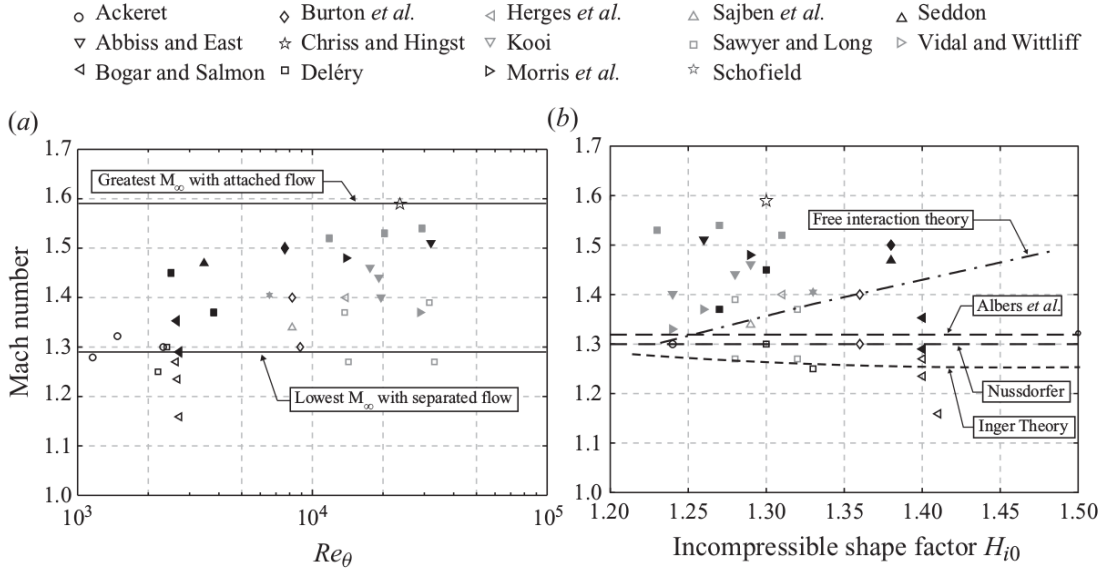 Ackeret Burton et al. Herges et al. Sajben et al. Seddon
Abbiss and East Chriss and Hingst Kooi Sawyer and Long Vidal and Wittliff
Bogar and Salmon Deléry Morris et al. Schofield
(a) (b)
1.7
1.6
1.5
1.4
1.3
1.2
1.1
1.0
Mach number
Greatest M∞ with attached flow
Lowest M∞ with separated flow
10³ 10⁴ 10⁵
Reθ
1.7
1.6
1.5
1.4
1.3
1.2
1.1
1.0
Free interaction theory
Albers et al.
Nussdorfer
Inger Theory
1.20 1.25 1.30 1.35 1.40 1.45 1.50
Incompressible shape factor Hi0